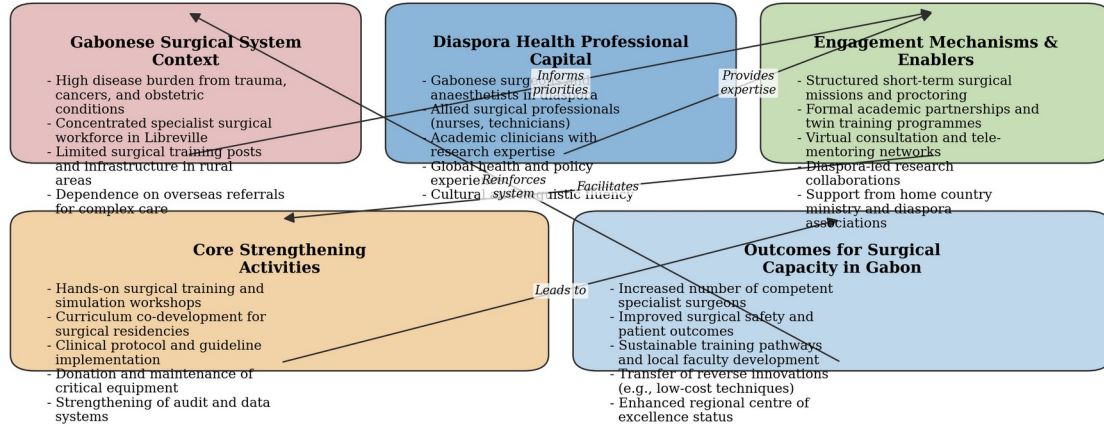 Gabonese Surgical System
Context
- High disease burden from trauma,
cancers, and obstetric
conditions
- Concentrated specialist surgical
workforce in Libreville
- Limited surgical training posts
and infrastructure in rural
areas
- Dependence on overseas referrals
for complex care
Diaspora Health Professional
Capital
- Gabonese surgeons and
anaesthetists in diaspora
- Allied surgical professionals
(nurses, technicians)
- Academic clinicians with
research expertise
- Global health and policy
experience
- Cultural and linguistic fluency
Engagement Mechanisms &
Enablers
- Structured short-term surgical
missions and proctoring
- Formal academic partnerships and
twin training programmes
- Virtual consultation and tele-
mentoring networks
- Diaspora-led research
collaborations
- Support from home country
ministry and diaspora
associations
Informs
priorities
Provides
expertise
Reinforces
system
Facilitates
Core Strengthening
Activities
- Hands-on surgical training and
simulation workshops
- Curriculum co-development for
surgical residencies
- Clinical protocol and guideline
implementation
- Donation and maintenance of
critical equipment
- Strengthening of audit and data
systems
Leads to
Outcomes for Surgical
Capacity in Gabon
- Increased number of competent
specialist surgeons
- Improved surgical safety and
patient outcomes
- Sustainable training pathways
and local faculty development
- Transfer of reverse innovations
(e.g., low-cost techniques)
- Enhanced regional centre of
excellence status